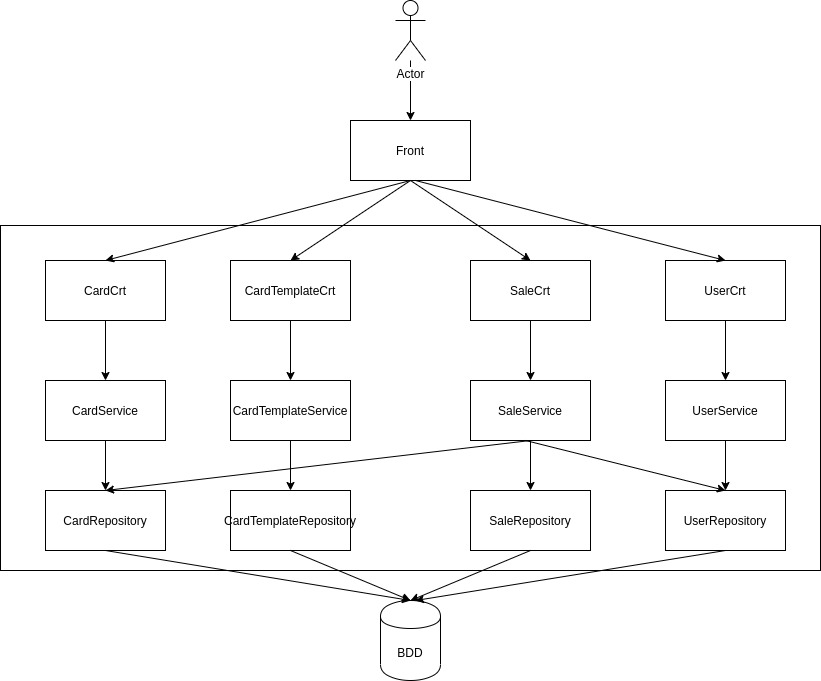 Actor
Front
CardCrt
CardTemplateCrt
SaleCrt
UserCrt
CardService
CardTemplateService
SaleService
UserService
CardRepository
CardTemplateRepository
SaleRepository
UserRepository
BDD